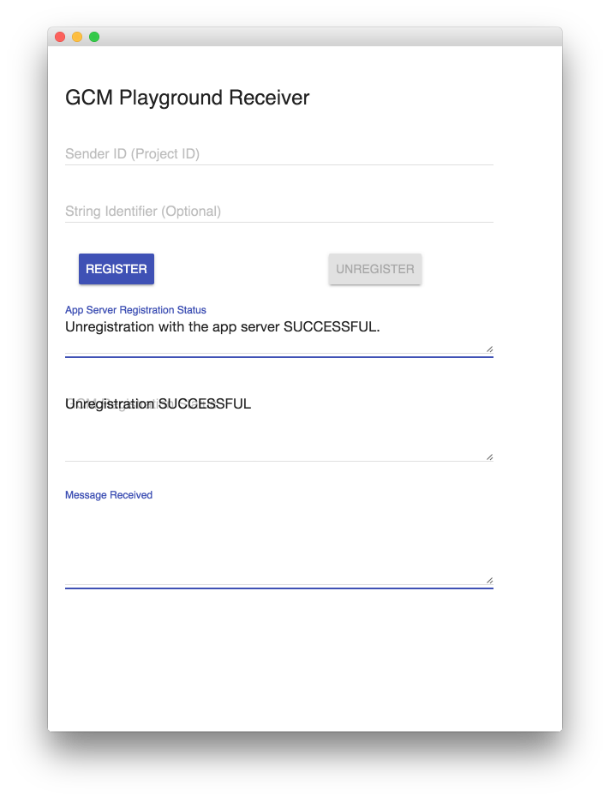 GCM Playground Receiver
Sender ID (Project ID)
String Identifier (Optional)
REGISTER
UNREGISTER
App Server Registration Status
Unregistration with the app server SUCCESSFUL.
Unregistration SUCCESSFUL
Message Received